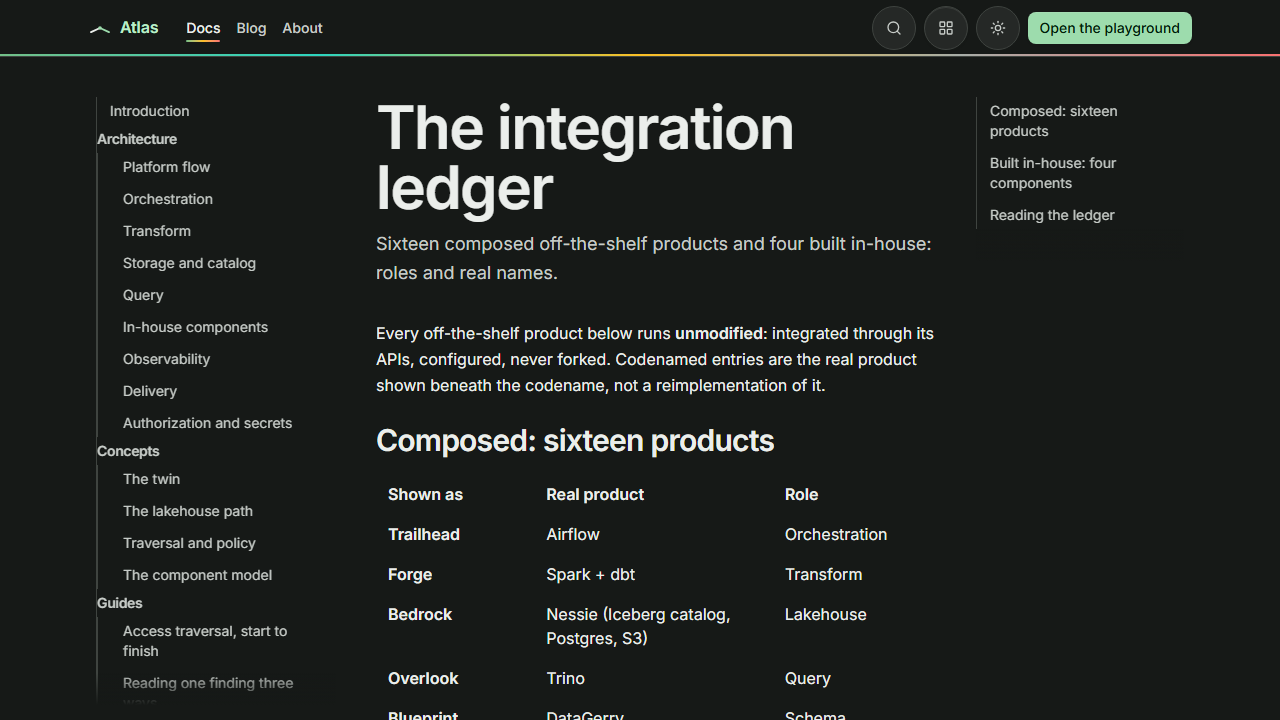 Atlas
Docs
Blog
About
Open the playground
Introduction
Architecture
Platform flow
Orchestration
Transform
Storage and catalog
Query
In-house components
Observability
Delivery
Authorization and secrets
Concepts
The twin
The lakehouse path
Traversal and policy
The component model
Guides
Access traversal, start to
finish
Reading one finding three
ways
The integration
ledger
Sixteen composed off-the-shelf products and four built in-house:
roles and real names.
Every off-the-shelf product below runs unmodified: integrated through its
APIs, configured, never forked. Codenamed entries are the real product
shown beneath the codename, not a reimplementation of it.
Composed: sixteen products
Shown as Real product Role
Trailhead Airflow Orchestration
Forge Spark + dbt Transform
Bedrock Nessie (Iceberg catalog, Lakehouse
Postgres, S3)
Overlook Trino Query
Blueprint DataGerry Schema
Composed: sixteen
products
Built in-house: four
components
Reading the ledger